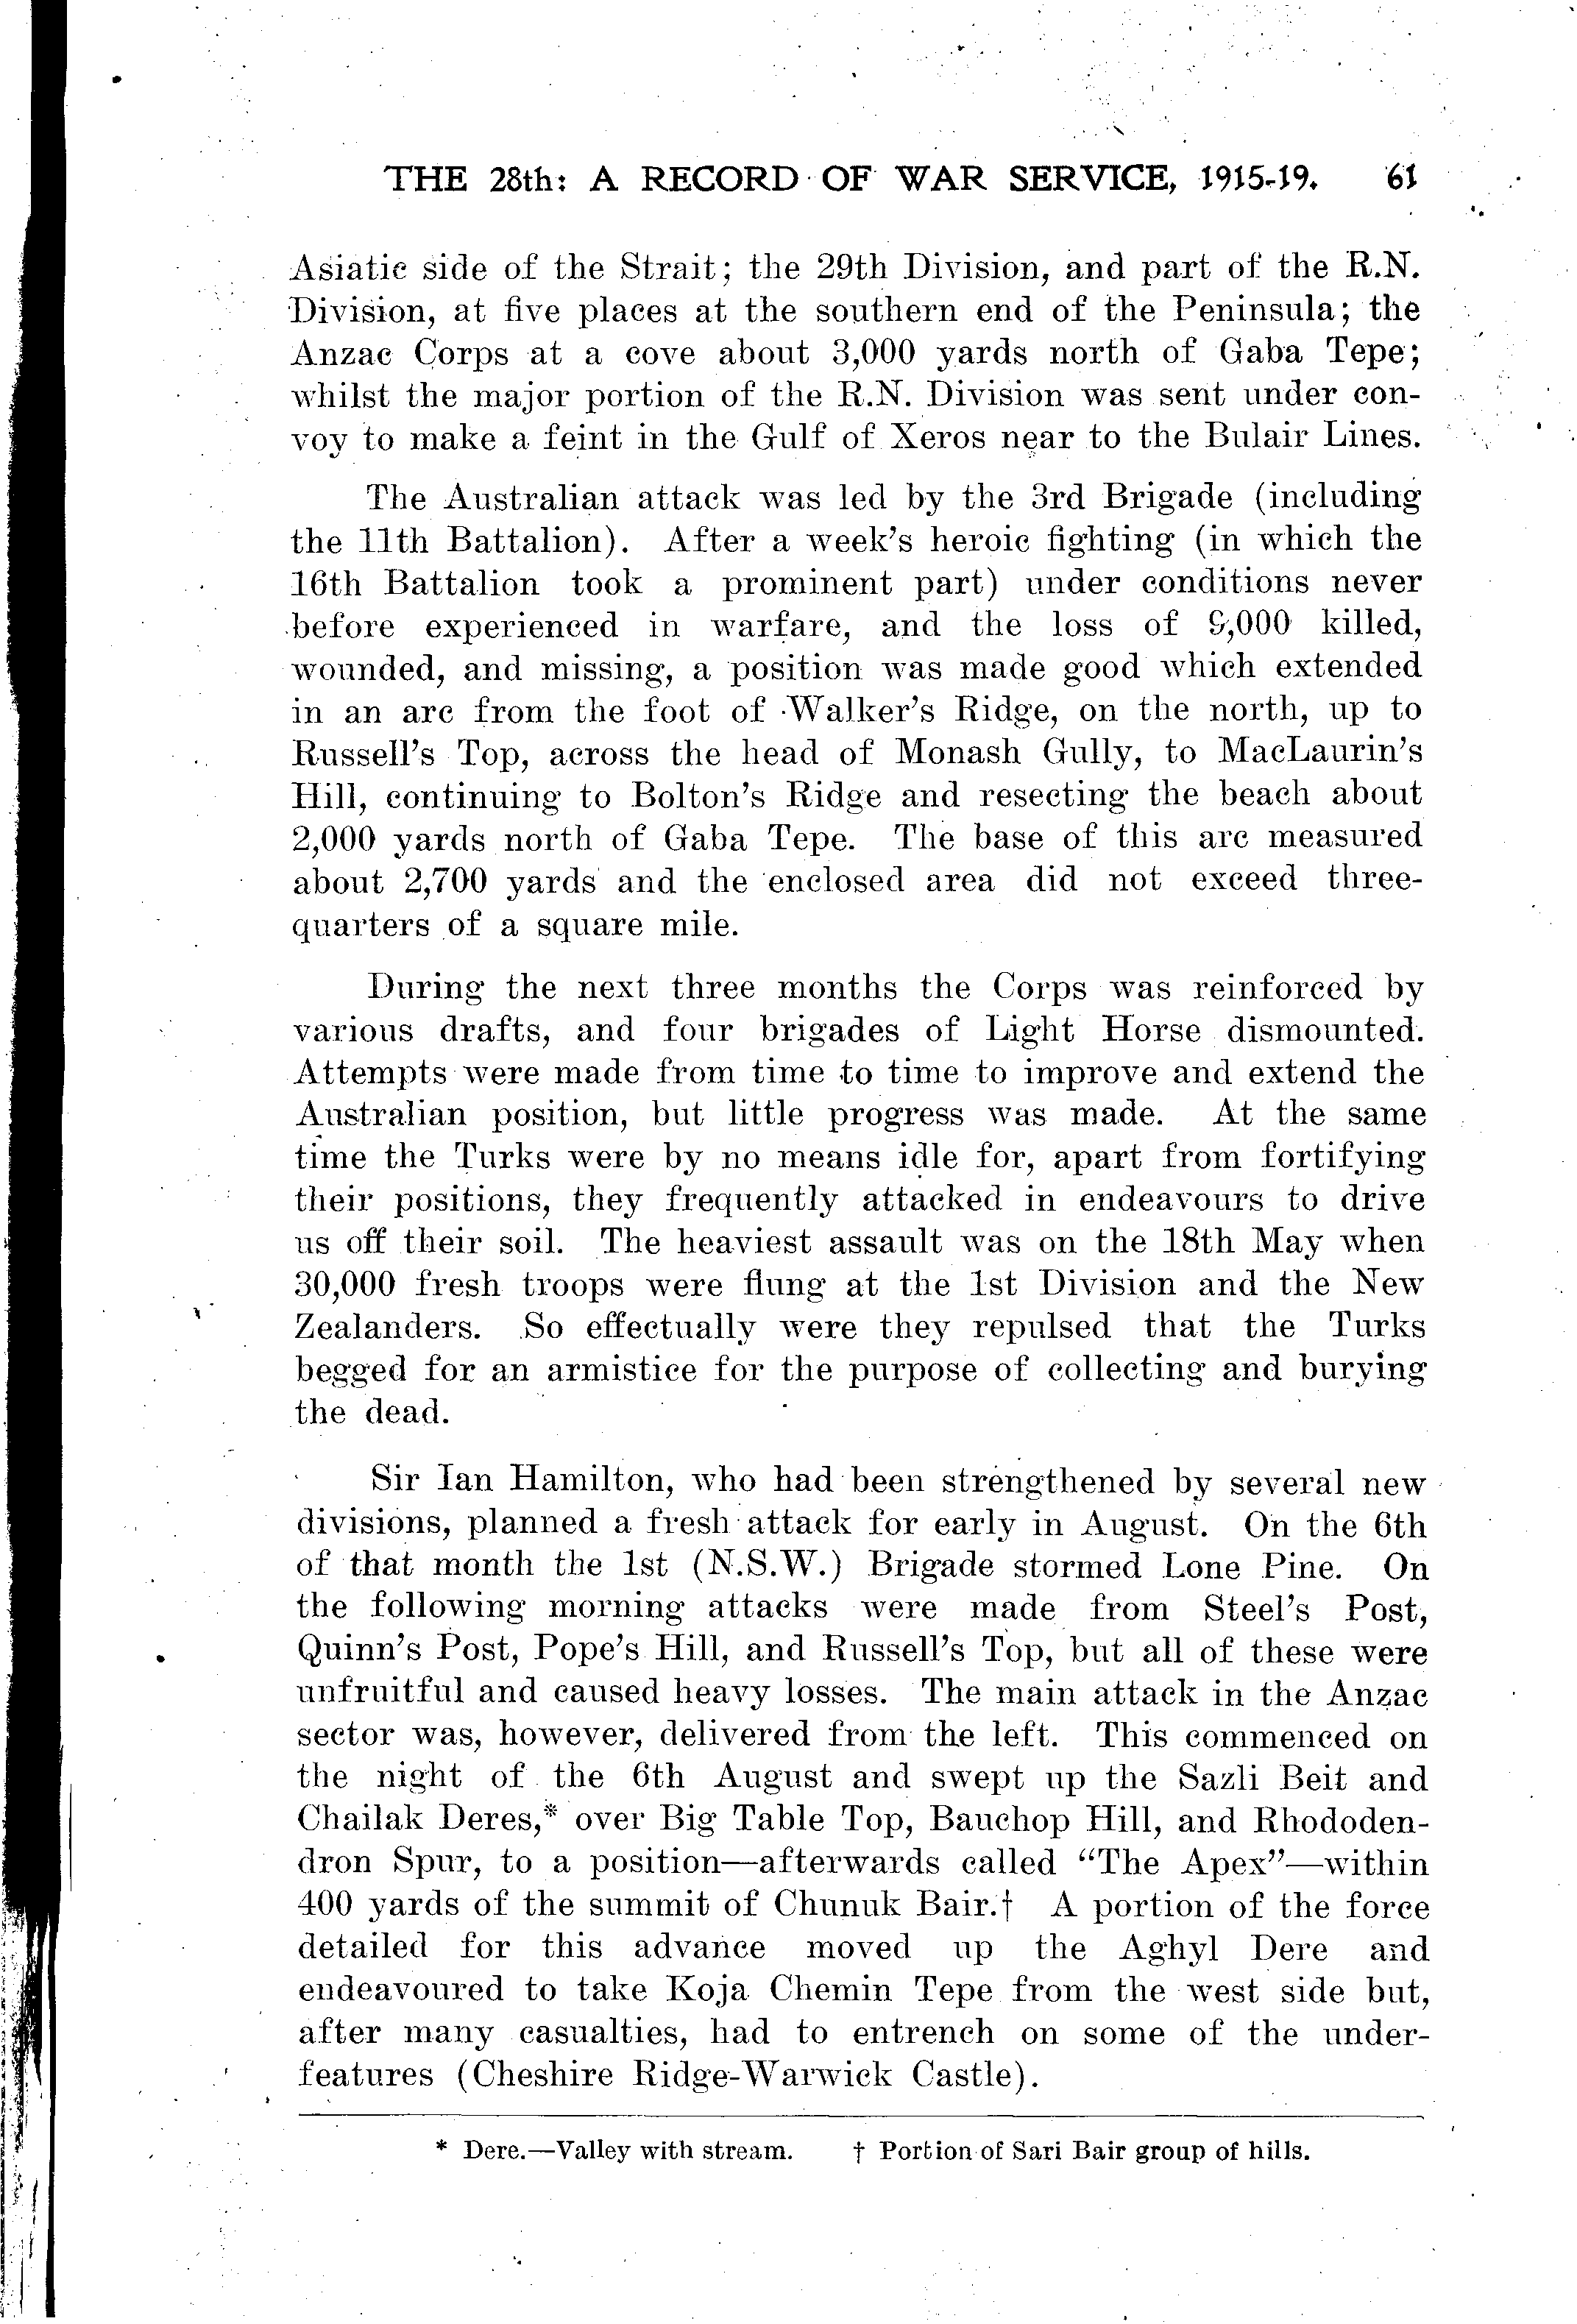 THE 28th: A RECORD OF WAR SERVICE, 1915-19. 61
Asiatic side of the Strait; the 29th Division, and part of the R.N.
Division, at five places at the southern end of the Peninsula; the
Anzac Corps at a cove about 3,000 yards north of Gaba Tepe;
whilst the major portion of the R.N. Division was sent under con-
voy to make a feint in the Gulf of Xeros near to the Bulair Lines.
The Australian attack was led by the 3rd Brigade (including
the 11th Battalion). After a week's heroic fighting (in which the
16th Battalion took a prominent part) under conditions never
before experienced in warfare, and the loss of 9,000 killed,
wounded, and missing, a position was made good which extended
in an arc from the foot of Walker's Ridge, on the north, up to
Russell's Top, across the head of Monash Gully, to MacLaurin's
Hill, continuing to Bolton's Ridge and resecting the beach about
2,000 yards north of Gaba Tepe. The base of this arc measured
about 2,700 yards and the enclosed area did not exceed three-
quarters of a square mile.
During the next three months the Corps was reinforced by
various drafts, and four brigades of Light Horse dismounted.
Attempts were made from time to time to improve and extend the
Australian position, but little progress was made. At the same
time the Turks were by no means idle for, apart from fortifying
their positions, they frequently attacked in endeavours to drive
us off their soil. The heaviest assault was on the 18th May when
30,000 fresh troops were flung at the 1st Division and the New
Zealanders. So effectually were they repulsed that the Turks
begged for an armistice for the purpose of collecting and burying
the dead.
Sir Ian Hamilton, who had been strengthened by several new
divisions, planned a fresh attack for early in August. On the 6th
of that month the 1st (N.S.W.) Brigade stormed Lone Pine. On
the following morning attacks were made from Steel's Post,
Quinn's Post, Pope's Hill, and Russell's Top, but all of these were
unfruitful and caused heavy losses. The main attack in the Anzac
sector was, however, delivered from the left. This commenced on
the night of the 6th August and swept up the Sazli Beit and
Chailak Deres,* over Big Table Top, Bauchop Hill, and Rhododen-
dron Spur, to a position—afterwards called "The Apex"—within
400 yards of the summit of Chunuk Bair.† A portion of the force
detailed for this advance moved up the Aghyl Dere and
endeavoured to take Koja Chemin Tepe from the west side but,
after many casualties, had to entrench on some of the under-
features (Cheshire Ridge-Warwick Castle).
* Dere.—Valley with stream. † Portion of Sari Bair group of hills.